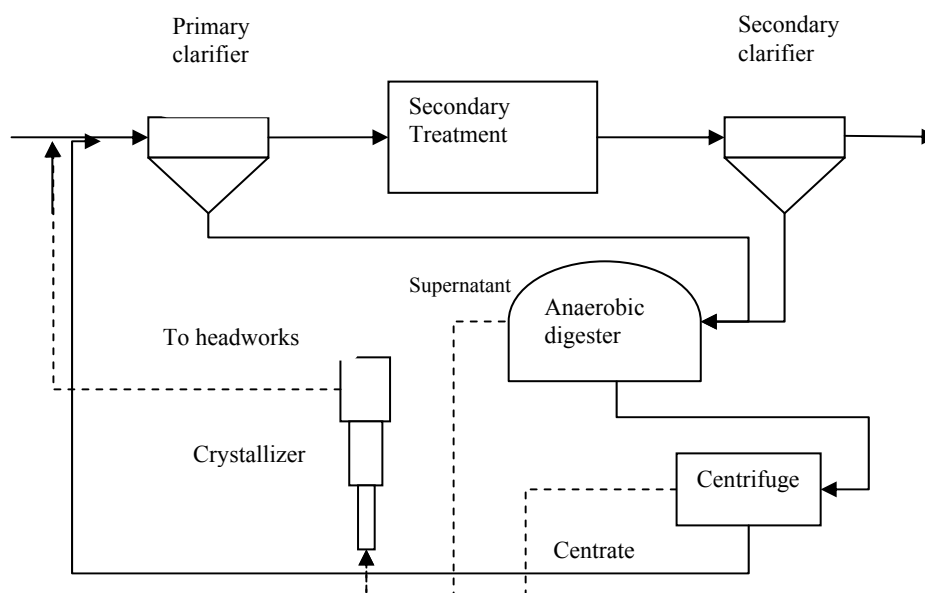 Primary
clarifier
Secondary
clarifier
Secondary
Treatment
Supernatant
Anaerobic
digester
To headworks
Crystallizer
Centrifuge
Centrate